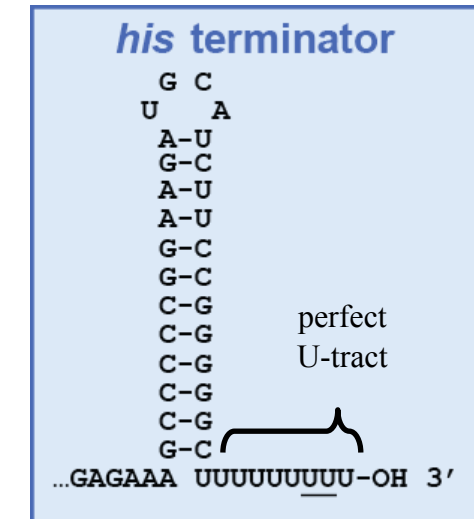 his terminator
G C
U A
A-U
G-C
A-U
A-U
G-C
G-C
C-G
C-G
C-G
C-G
C-G
G-C
perfect
U-tract
...GAGAAA UUUUUUUUU-OH 3′